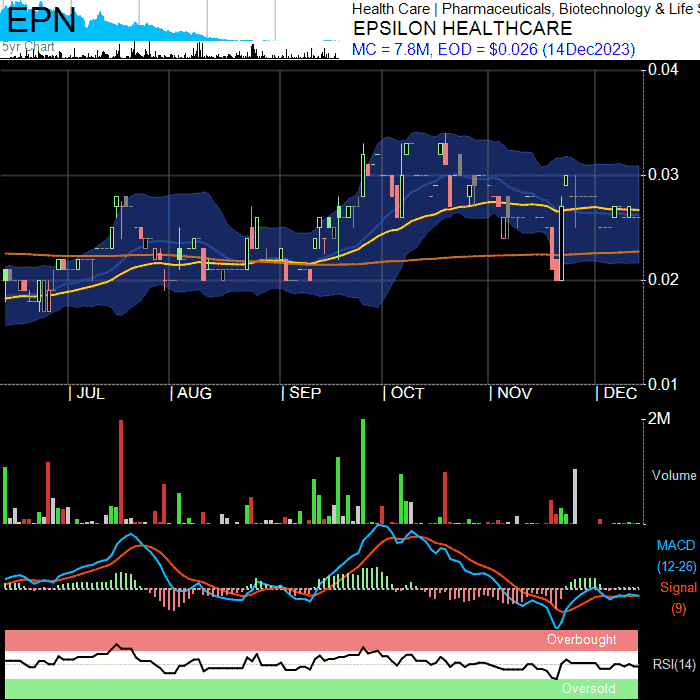 EPN
5yr Chart
Health Care | Pharmaceuticals, Biotechnology & Life S
EPSILON HEALTHCARE
MC = 7.8M, EOD = $0.026 (14Dec2023)
0.04
0.03
0.02
0.01
| JUL | AUG | SEP | OCT | NOV | DEC
2M
Volume
MACD
(12-26)
Signal
(9)
Overbought
RSI(14)
Oversold